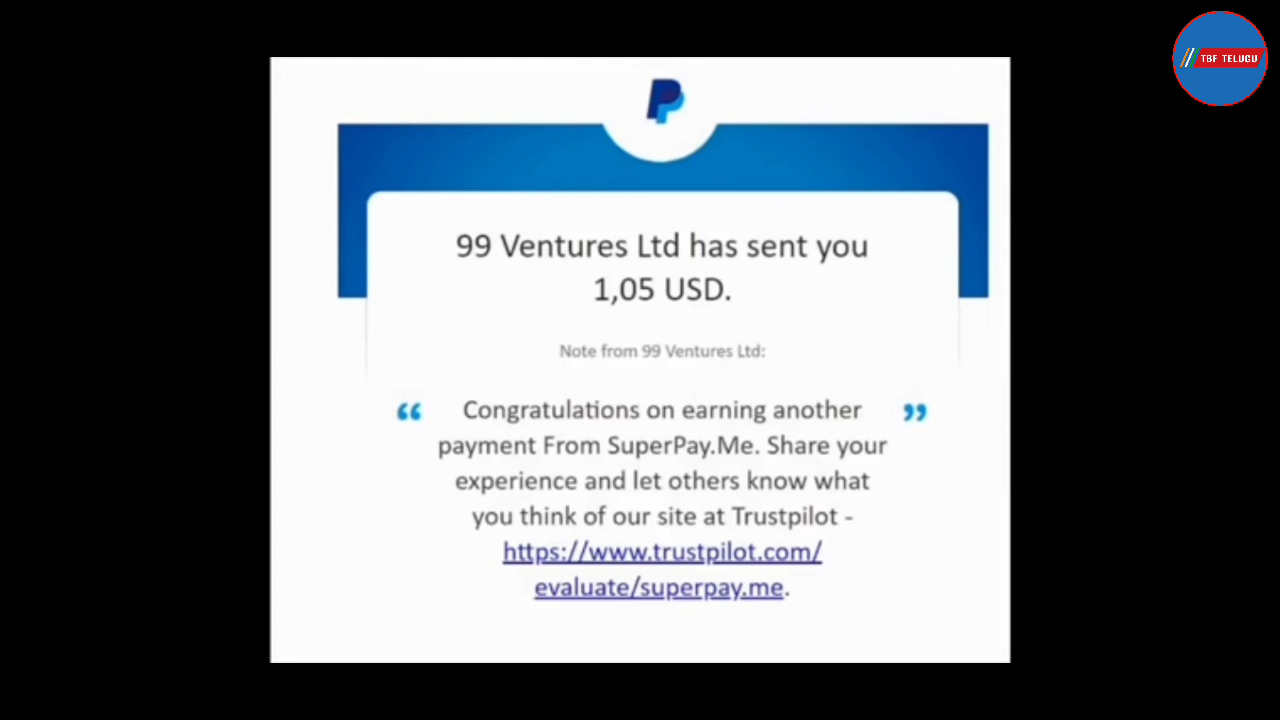 TBF TELUGU
99 Ventures Ltd has sent you
1,05 USD.
Note from 99 Ventures Ltd:
“ Congratulations on earning another ”
payment From SuperPay.Me. Share your
experience and let others know what
you think of our site at Trustpilot -
https://www.trustpilot.com/
evaluate/superpay.me.